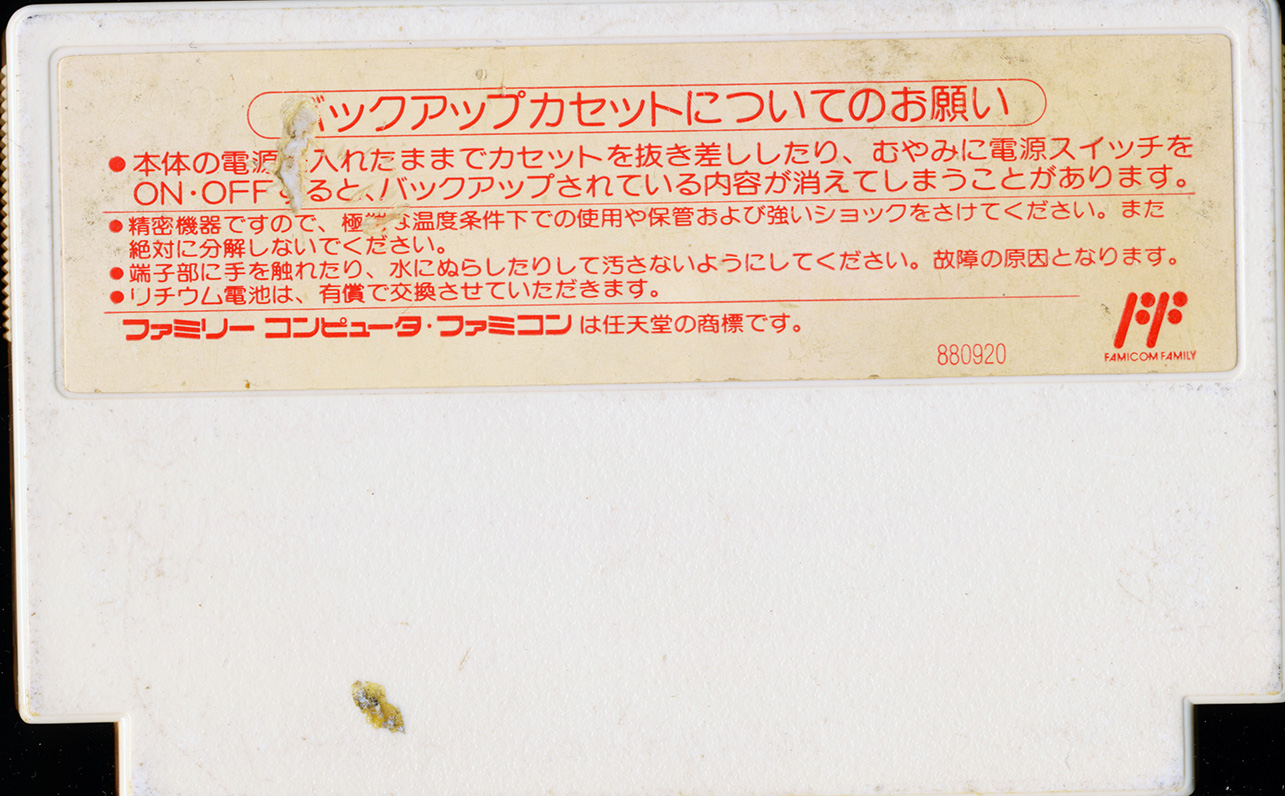 ックアップカセットについてのお願い
●本体の電源 入れたままでカセットを抜き差ししたり、むやみに電源スイッチを
ON・OFF ると、バックアップされている内容が消えてしまうことがあります。
●精密機器ですので、極 な温度条件下での使用や保管および強いショックをさけてください。また
絶対に分解しないでください。
●端子部に手を触れたり、水にぬらしたりして汚さないようにしてください。故障の原因となります。
●リチウム電池は、有償で交換させていただきます。
ファミリー コンピュータ・ファミコン は任天堂の商標です。
880920
FAMICOM FAMILY